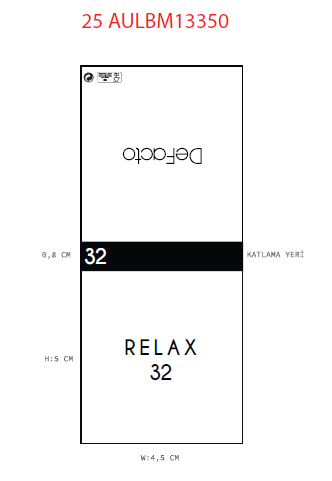 25 AULBM13350
DeFacto
0,8 CM
32
KATLAMA YERİ
RELAX
32
H:5 CM
W:4,5 CM